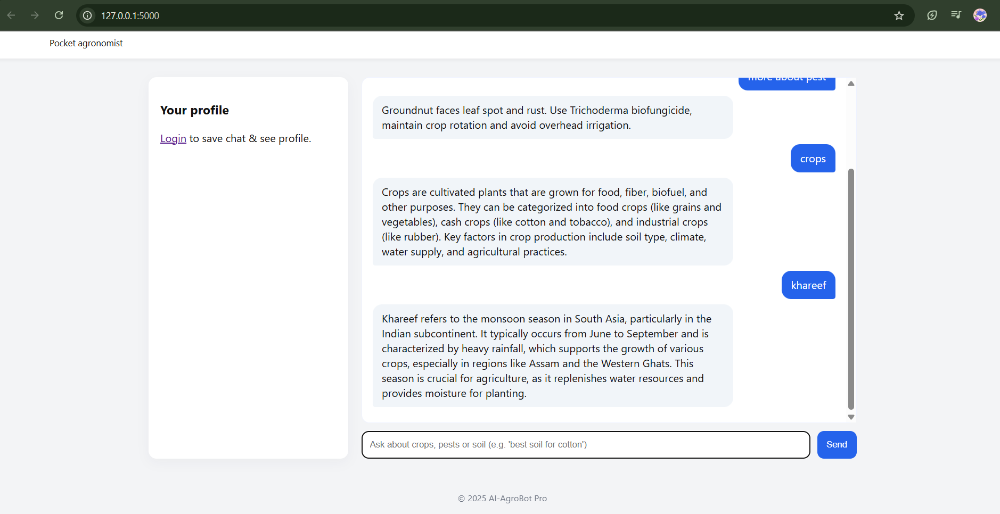 127.0.0.1:5000
Pocket agronomist
Your profile
Login to save chat & see profile.
more about pest
Groundnut faces leaf spot and rust. Use Trichoderma biofungicide,
maintain crop rotation and avoid overhead irrigation.
crops
Crops are cultivated plants that are grown for food, fiber, biofuel, and
other purposes. They can be categorized into food crops (like grains and
vegetables), cash crops (like cotton and tobacco), and industrial crops
(like rubber). Key factors in crop production include soil type, climate,
water supply, and agricultural practices.
khareef
Khareef refers to the monsoon season in South Asia, particularly in the
Indian subcontinent. It typically occurs from June to September and is
characterized by heavy rainfall, which supports the growth of various
crops, especially in regions like Assam and the Western Ghats. This
season is crucial for agriculture, as it replenishes water resources and
provides moisture for planting.
Ask about crops, pests or soil (e.g. 'best soil for cotton')
Send
© 2025 AI-AgroBot Pro